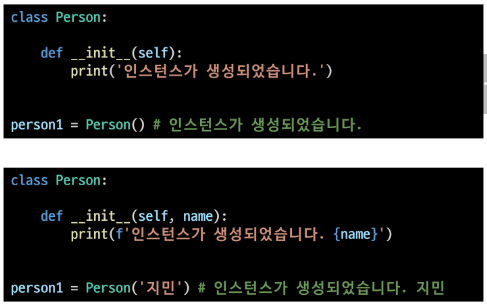 class Person:
def __init__(self):
print('인스턴스가 생성되었습니다.')
person1 = Person() # 인스턴스가 생성되었습니다.
class Person:
def __init__(self, name):
print(f'인스턴스가 생성되었습니다. {name}')
person1 = Person('지민') # 인스턴스가 생성되었습니다. 지민